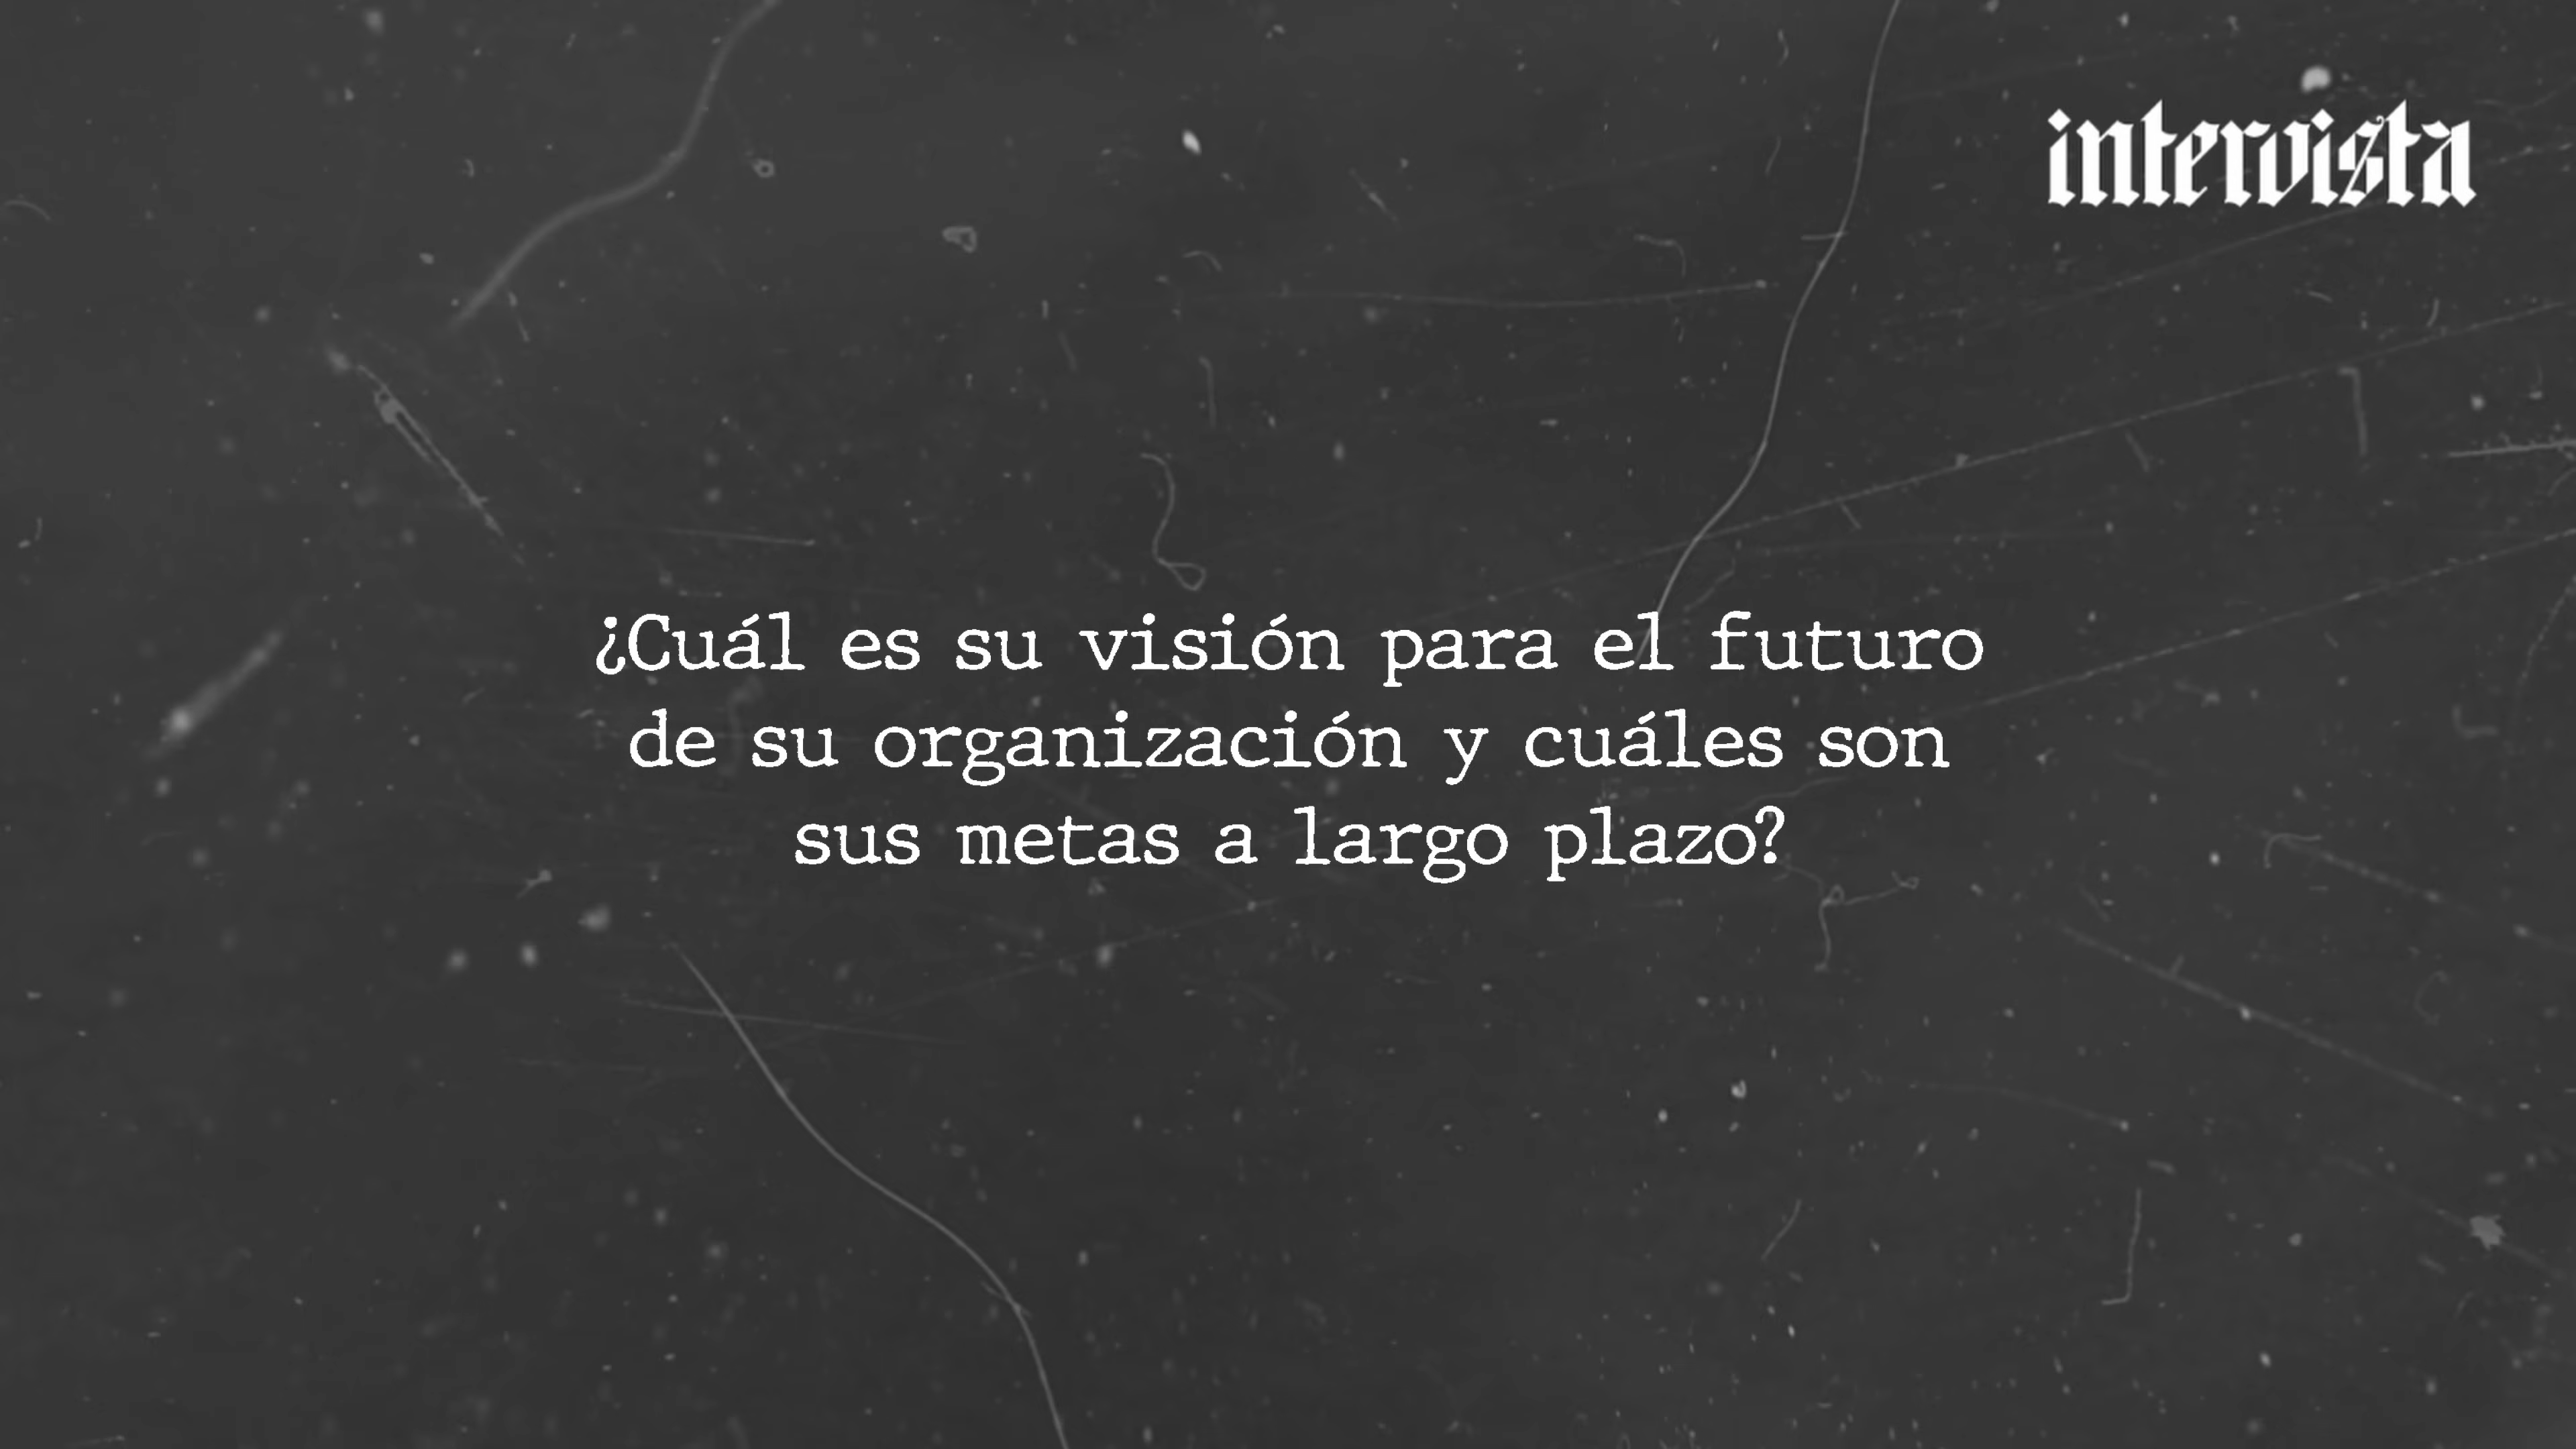 intervista
¿Cuál es su visión para el futuro
de su organización y cuáles son
sus metas a largo plazo?